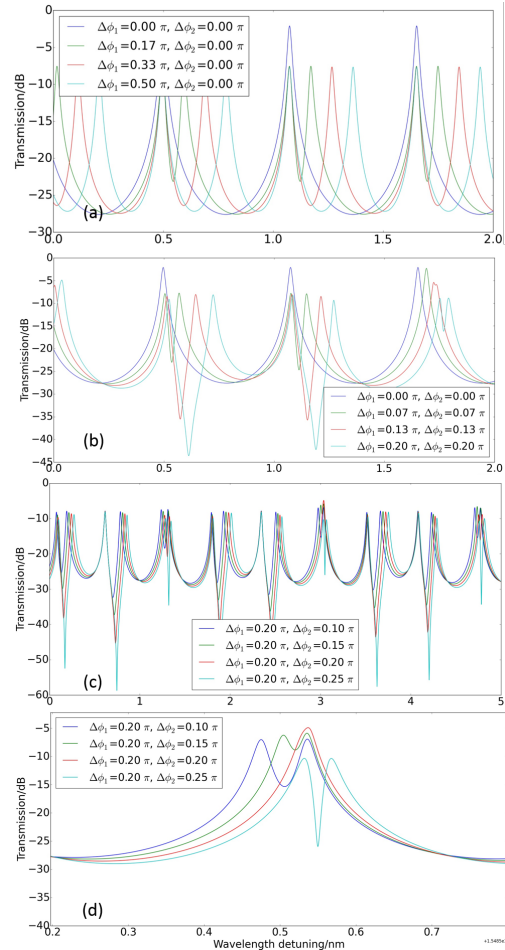 0
−5
−10
−15
−20
−25
−30
Transmission/dB
Δϕ1=0.00 π, Δϕ2=0.00 π
Δϕ1=0.17 π, Δϕ2=0.00 π
Δϕ1=0.33 π, Δϕ2=0.00 π
Δϕ1=0.50 π, Δϕ2=0.00 π
(a)
0.0 0.5 1.0 1.5 2.0
0
−5
−10
−15
−20
−25
−30
−35
−40
−45
Transmission/dB
Δϕ1=0.00 π, Δϕ2=0.00 π
Δϕ1=0.07 π, Δϕ2=0.07 π
Δϕ1=0.13 π, Δϕ2=0.13 π
Δϕ1=0.20 π, Δϕ2=0.20 π
(b)
0.0 0.5 1.0 1.5 2.0
0
−10
−20
−30
−40
−50
−60
Transmission/dB
Δϕ1=0.20 π, Δϕ2=0.10 π
Δϕ1=0.20 π, Δϕ2=0.15 π
Δϕ1=0.20 π, Δϕ2=0.20 π
Δϕ1=0.20 π, Δϕ2=0.25 π
(c)
0 1 2 3 4 5
0
−5
−10
−15
−20
−25
−30
−35
−40
Transmission/dB
Δϕ1=0.20 π, Δϕ2=0.10 π
Δϕ1=0.20 π, Δϕ2=0.15 π
Δϕ1=0.20 π, Δϕ2=0.20 π
Δϕ1=0.20 π, Δϕ2=0.25 π
(d)
0.2 0.3 0.4 0.5 0.6 0.7
Wavelength detuning/nm